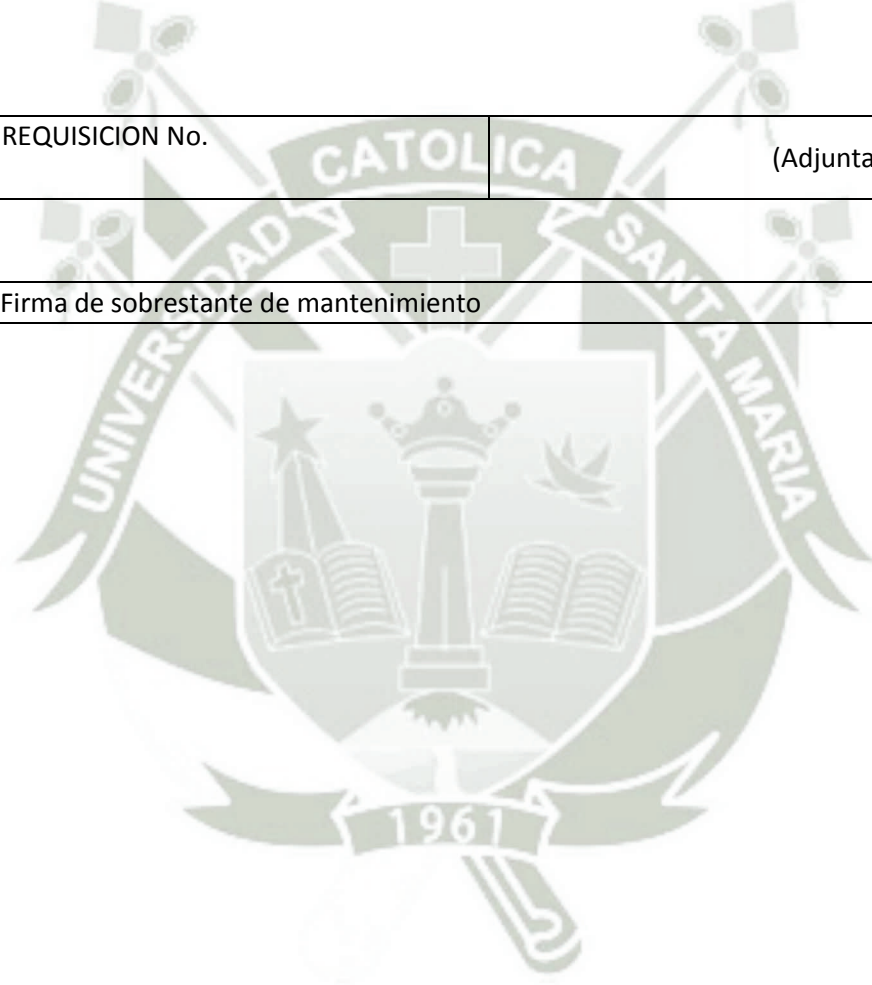 REQUISICION No.
(Adjunta
Firma de sobrestante de mantenimiento
UNIVERSIDAD CATOLICA SANTA MARIA
1961